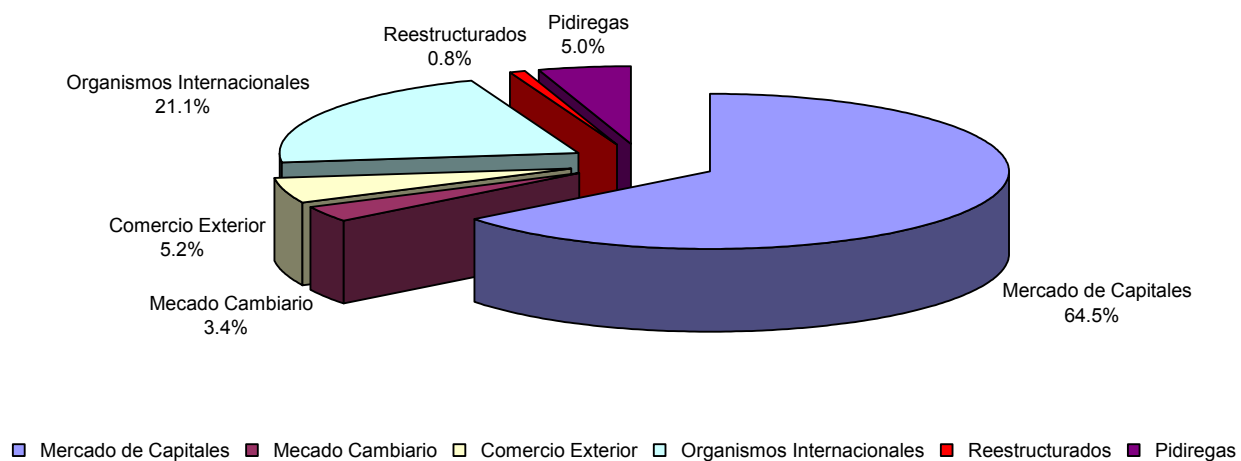 Pidiregas
5.0%
Reestructurados
0.8%
Organismos Internacionales
21.1%
Comercio Exterior
5.2%
Mecado Cambiario
3.4%
Mercado de Capitales
64.5%
Mercado de Capitales Mecado Cambiario Comercio Exterior Organismos Internacionales Reestructurados Pidiregas